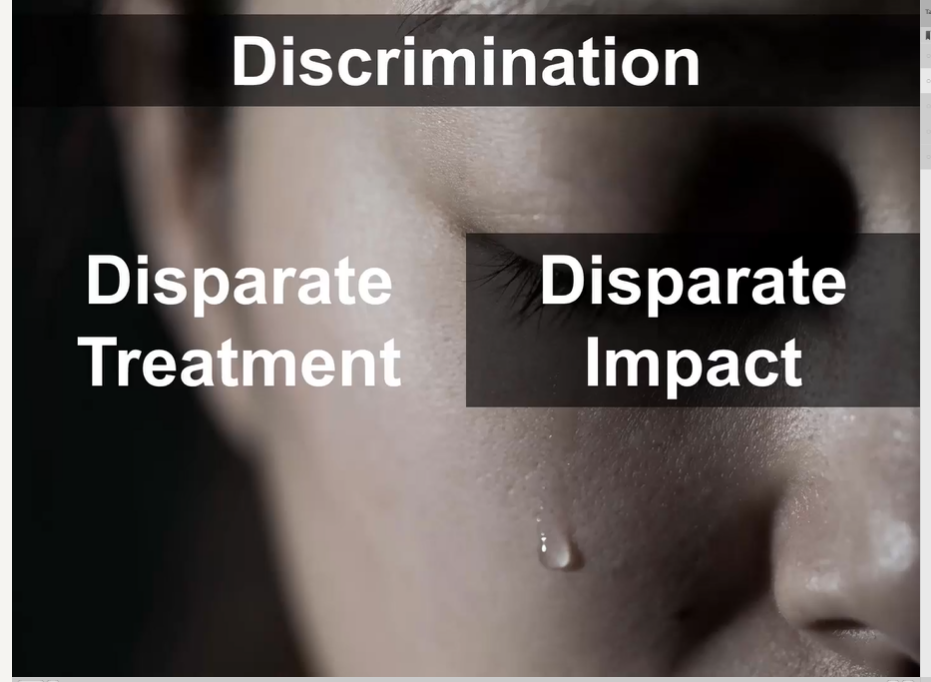 Discrimination
Disparate
Treatment
Disparate
Impact